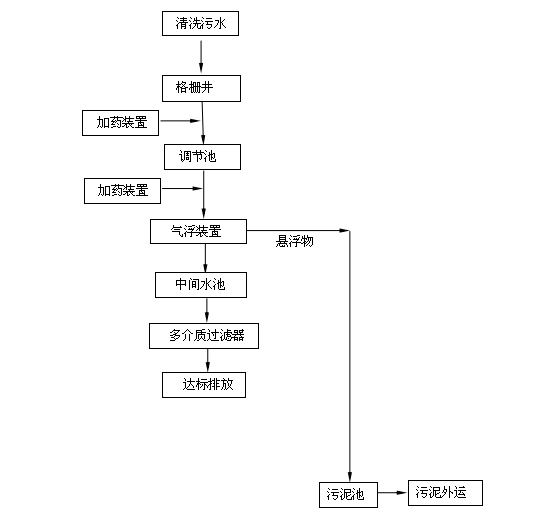 清洗污水
格栅井
加药装置
调节池
加药装置
气浮装置
悬浮物
中间水池
多介质过滤器
达标排放
污泥池
污泥外运